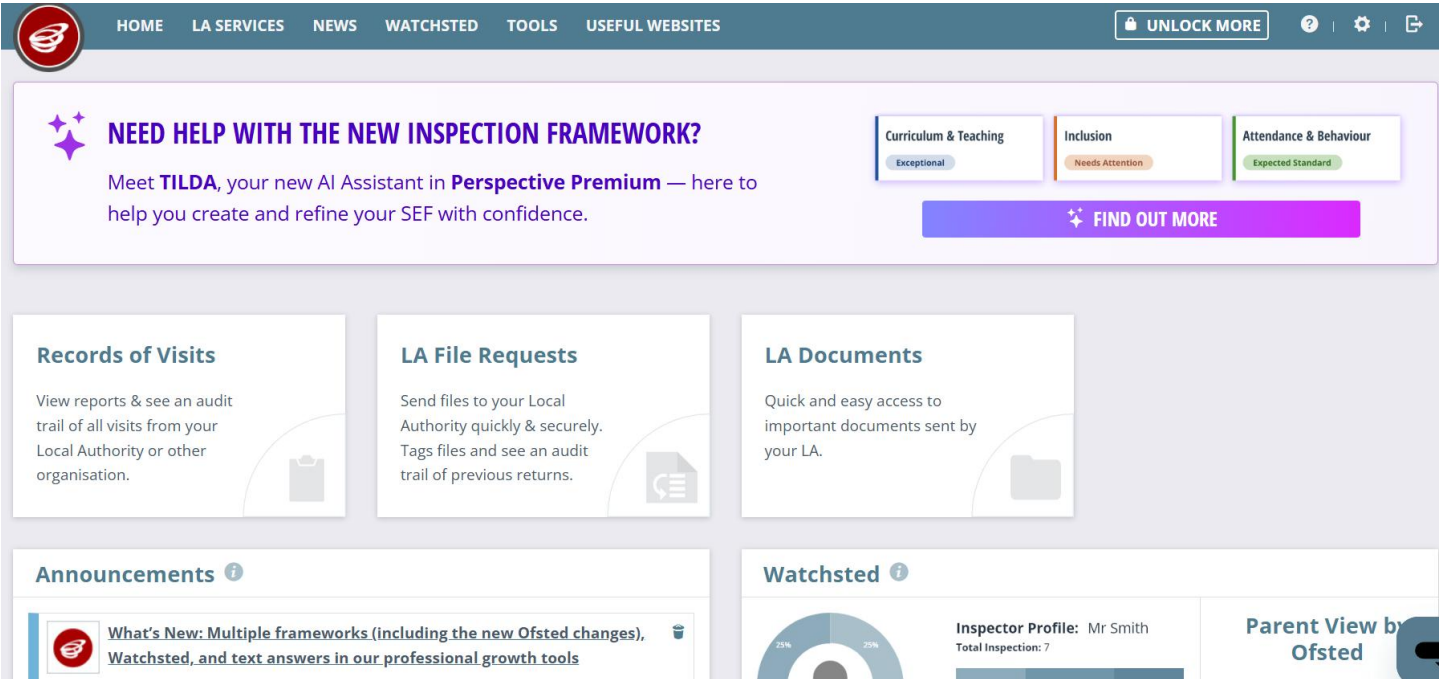 HOME LA SERVICES NEWS WATCHSTED TOOLS USEFUL WEBSITES UNLOCK MORE
NEED HELP WITH THE NEW INSPECTION FRAMEWORK?
Meet TILDA, your new AI Assistant in Perspective Premium — here to
help you create and refine your SEF with confidence.
Curriculum & Teaching
Exceptional
Inclusion
Needs Attention
Attendance & Behaviour
Expected Standard
FIND OUT MORE
Records of Visits
View reports & see an audit
trail of all visits from your
Local Authority or other
organisation.
LA File Requests
Send files to your Local
Authority quickly & securely.
Tags files and see an audit
trail of previous returns.
LA Documents
Quick and easy access to
important documents sent by
your LA.
Announcements
What's New: Multiple frameworks (including the new Ofsted changes),
Watchsted, and text answers in our professional growth tools
Watchsted
25% 25%
Inspector Profile: Mr Smith
Total Inspection: 7
Parent View by
Ofsted